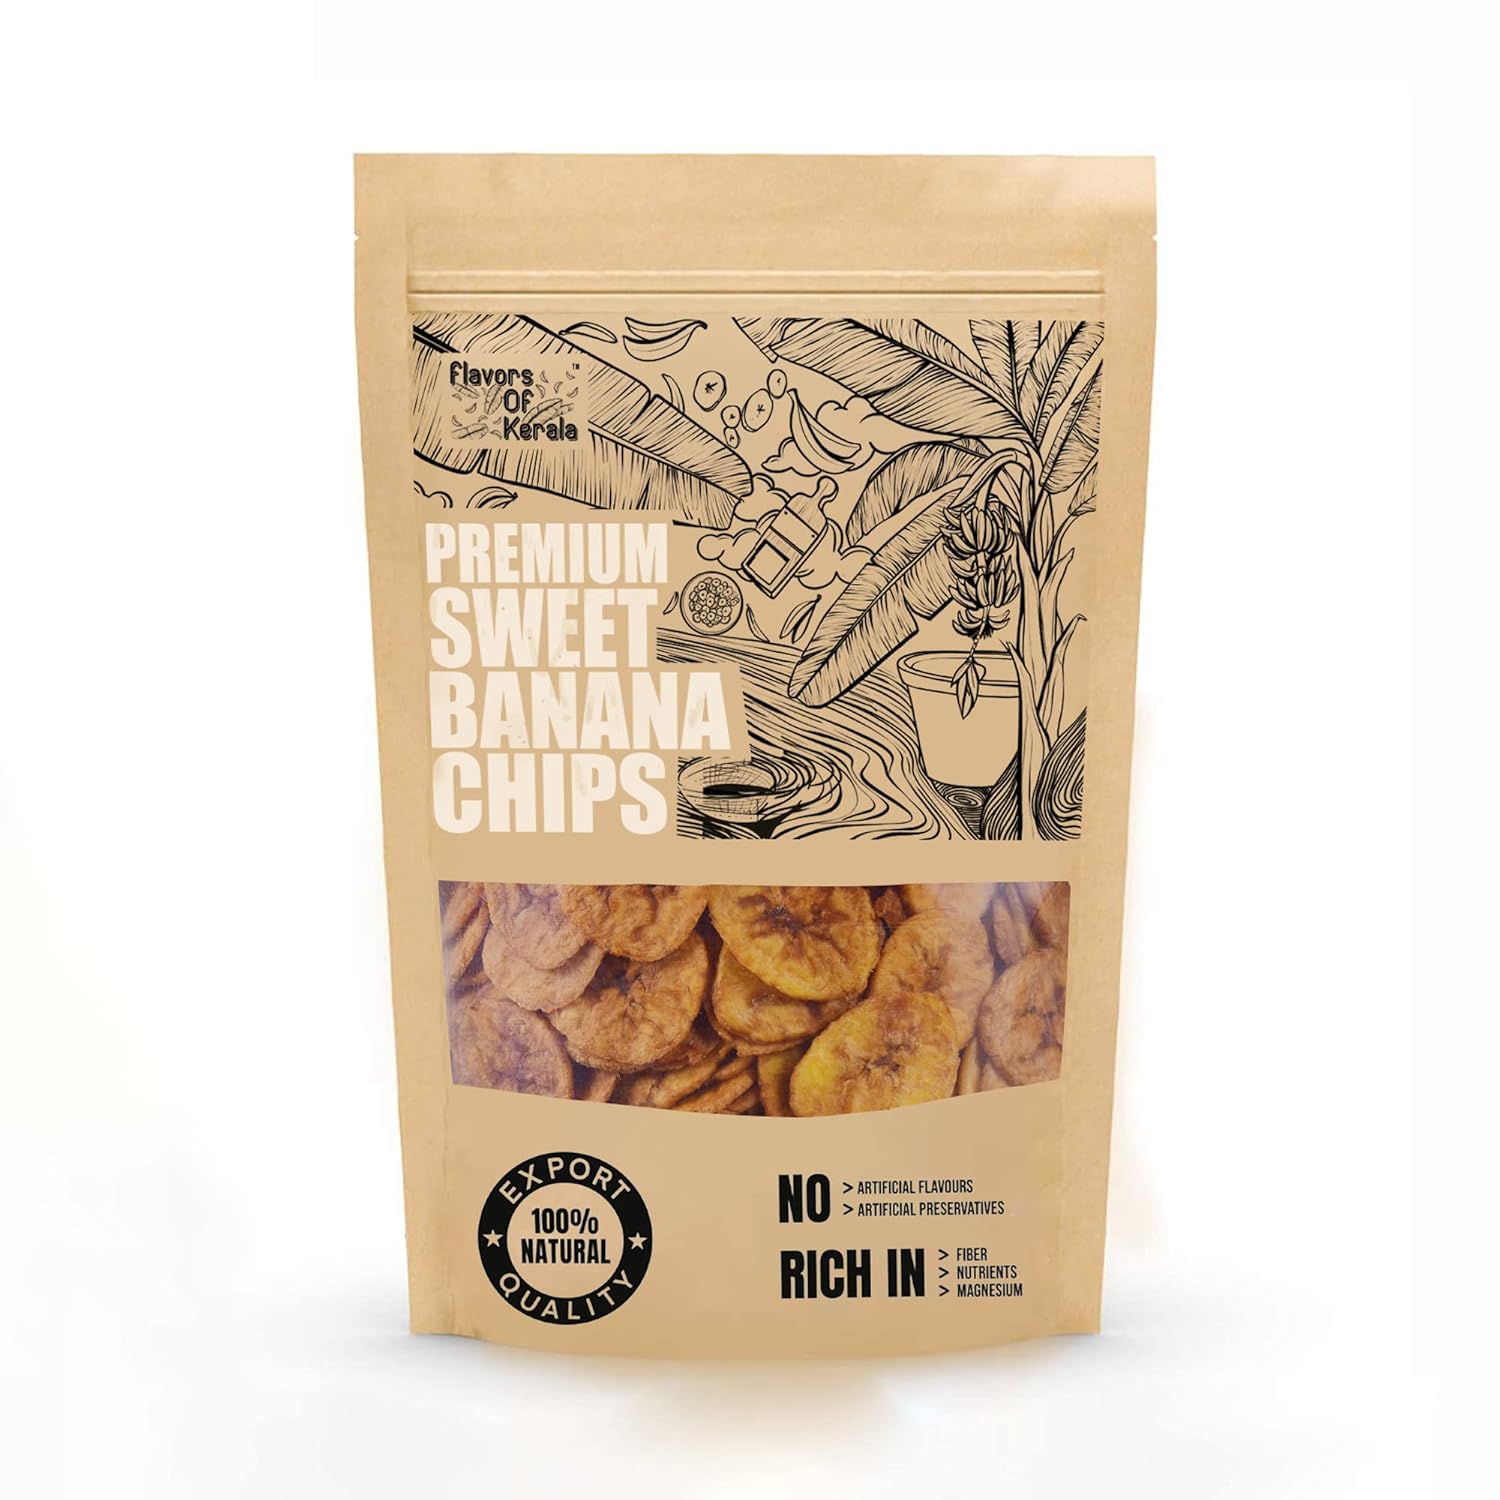 Flavors
Of
Kerala
TM
PREMIUM
SWEET
BANANA
CHIPS
EXPORT
100%
NATURAL
QUALITY
NO
> ARTIFICIAL FLAVOURS
> ARTIFICIAL PRESERVATIVES
RICH IN
> FIBER
> NUTRIENTS
> MAGNESIUM